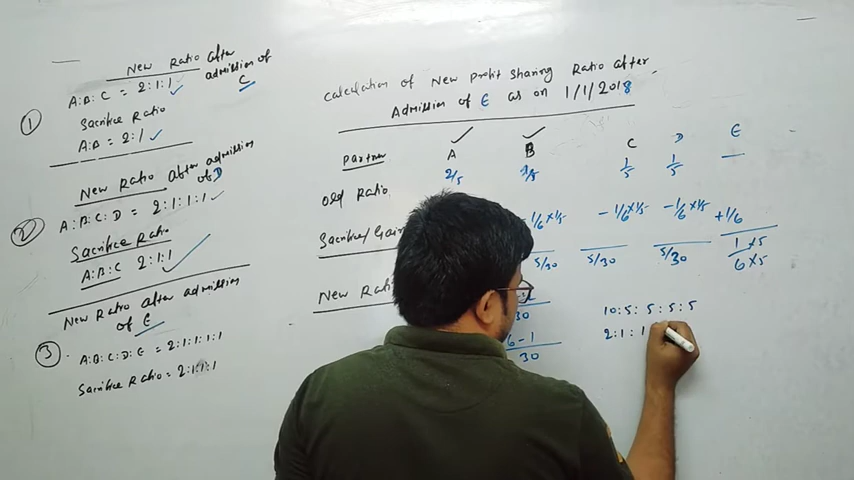 New Ratio after
admission of
C
① A:B:C = 2:1:1
Sacrifice Ratio
A:B = 2:1
New Ratio after admission
of D
② A:B:C:D = 2:1:1:1
Sacrifice Ratio
A:B:C 2:1:1
New Ratio after admission
of E
③ A:B:C:D:E = 2:1:1:1:1
Sacrifice Ratio = 2:1:1:1
Calculation of New Profit Sharing Ratio after
Admission of E as on 1/1/2018
Partner A B C D E
Old Ratio 2/5 1/5 1/5 1/5 —
Sacrifice/Gain -1/6×1/5 -1/6×1/5 -1/6×1/5 +1/6
5/30 5/30 5/30 1×5
6×5
New Rati
30
6-1
30
10:5:5:5:5
2:1:1